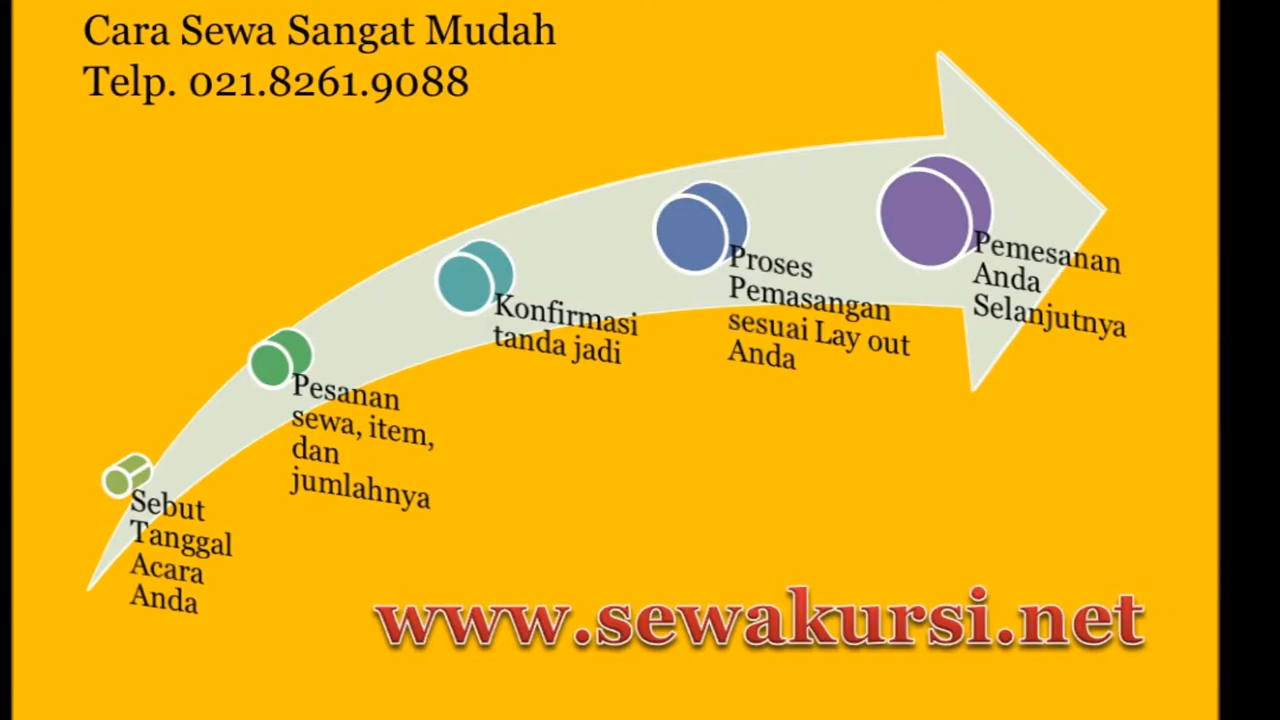 Cara Sewa Sangat Mudah
Telp. 021.8261.9088
Sebut
Tanggal
Acara
Anda
Pesanan
sewa, item,
dan
jumlahnya
Konfirmasi
tanda jadi
Proses
Pemasangan
sesuai Lay out
Anda
Pemesanan
Anda
Selanjutnya
www.sewakursi.net